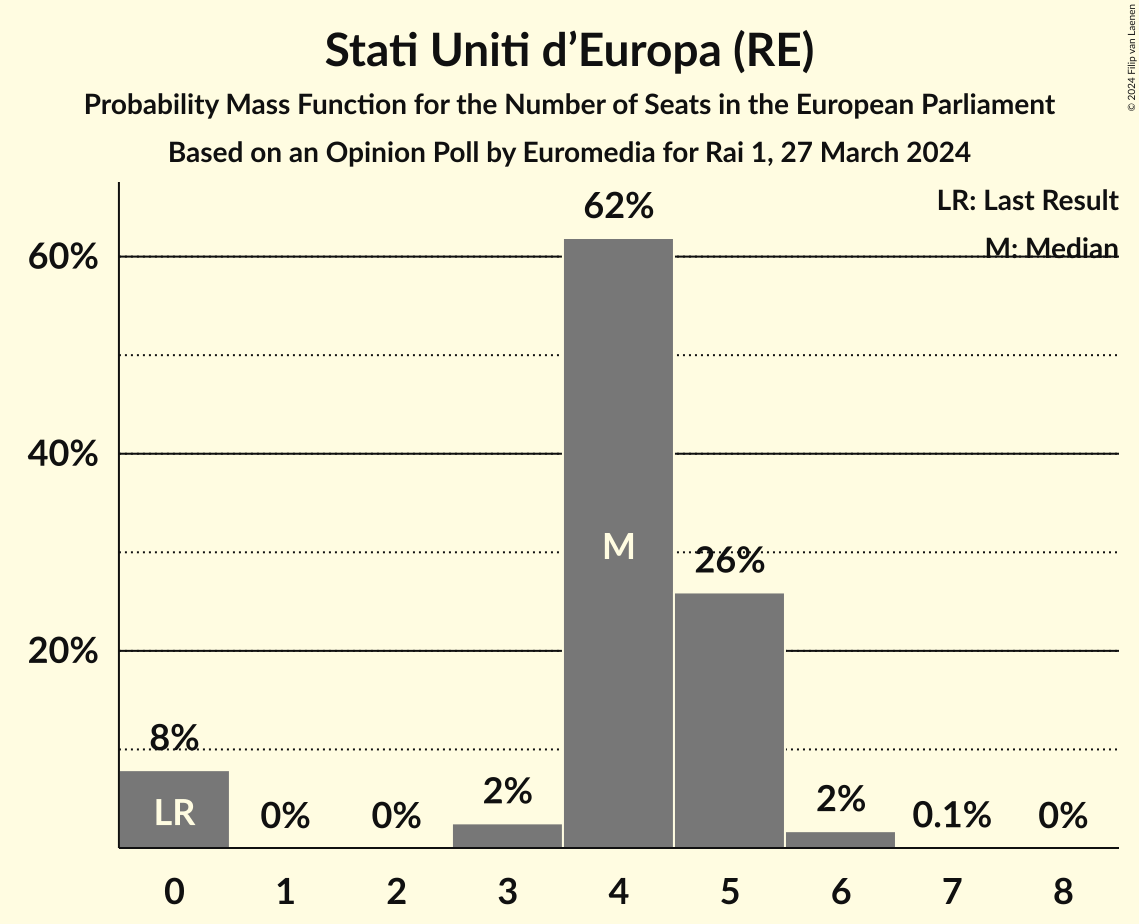 Stati Uniti d’Europa (RE)
Probability Mass Function for the Number of Seats in the European Parliament
Based on an Opinion Poll by Euromedia for Rai 1, 27 March 2024
© 2024 Filip van Laenen
LR: Last Result
M: Median
60%
40%
20%
8%
0%
0%
2%
62%
26%
2%
0.1%
0%
LR
M
0 1 2 3 4 5 6 7 8